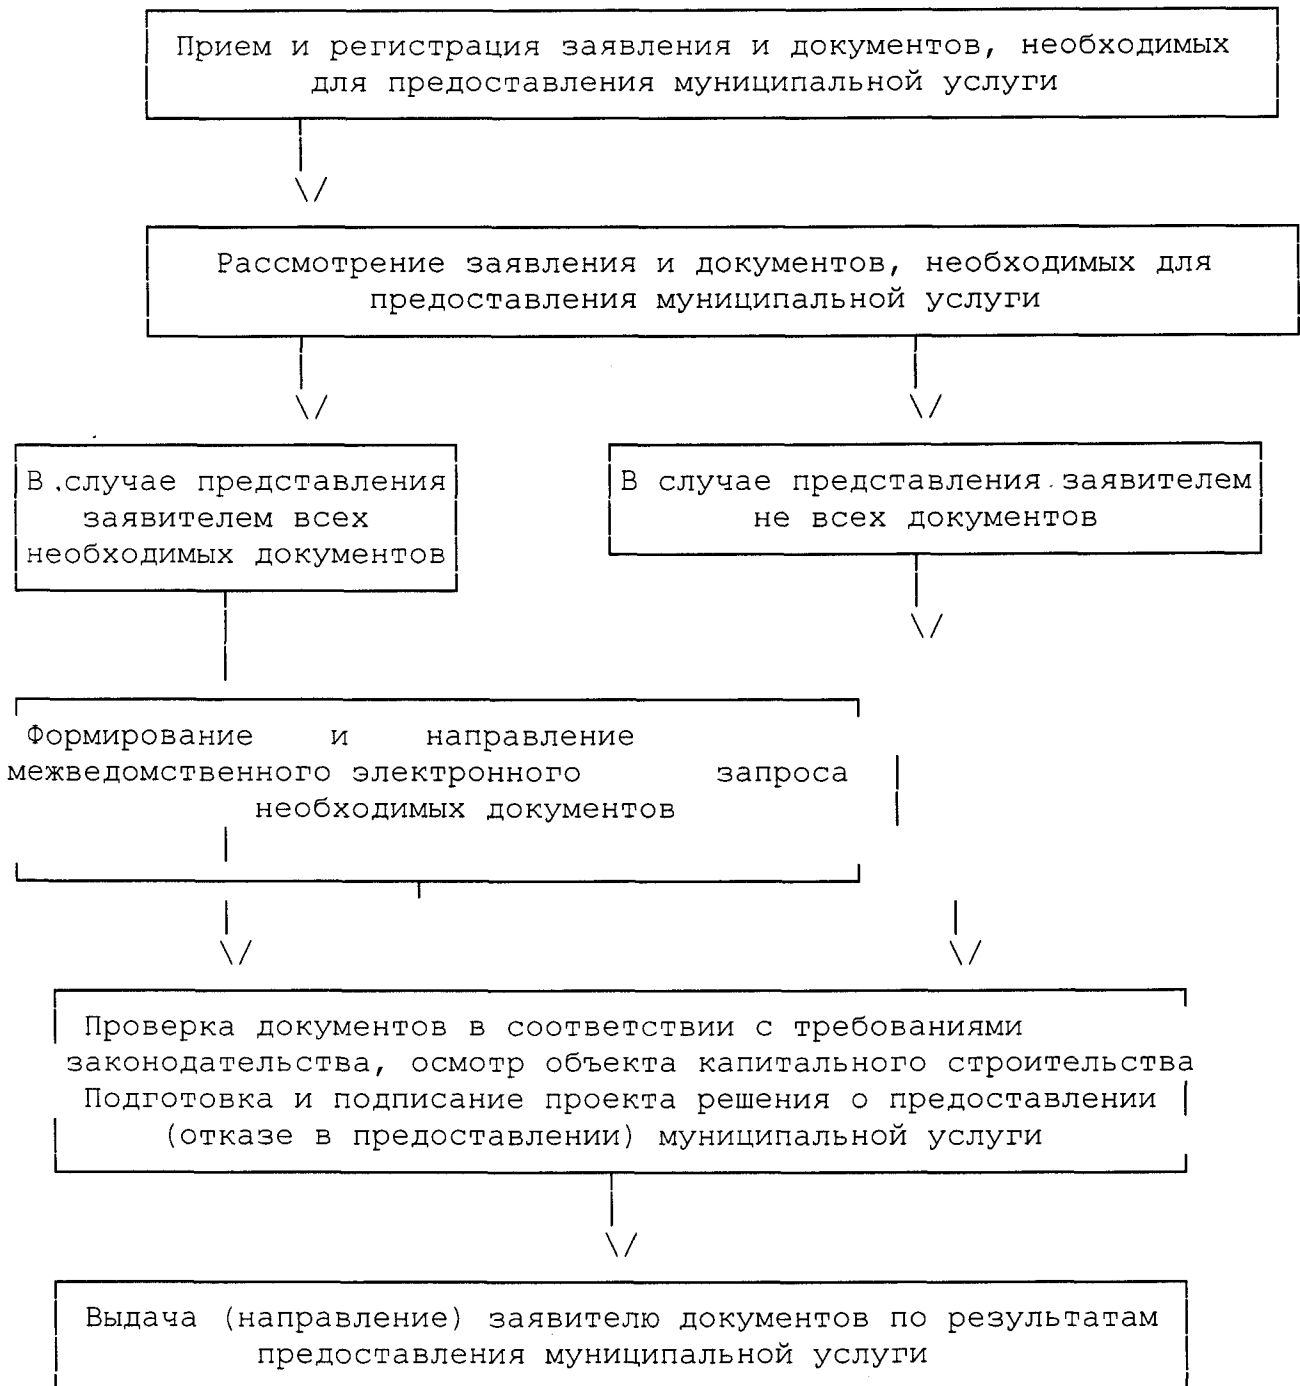 Прием и регистрация заявления и документов, необходимых
для предоставления муниципальной услуги
Рассмотрение заявления и документов, необходимых для
предоставления муниципальной услуги
В случае представления
заявителем всех
необходимых документов
В случае представления заявителем
не всех документов
Формирование и направление
межведомственного электронного запроса
необходимых документов
Проверка документов в соответствии с требованиями
законодательства, осмотр объекта капитального строительства
Подготовка и подписание проекта решения о предоставлении
(отказе в предоставлении) муниципальной услуги
Выдача (направление) заявителю документов по результатам
предоставления муниципальной услуги